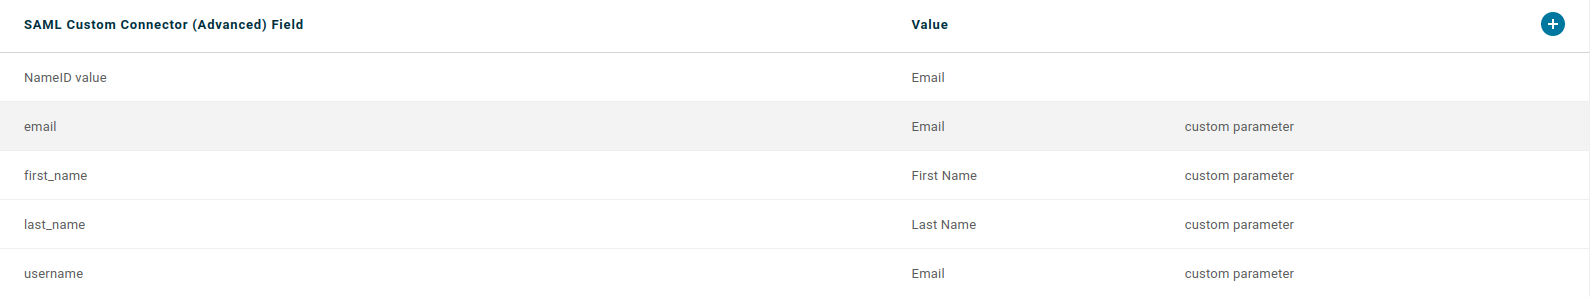 SAML Custom Connector (Advanced) Field Value
NameID value Email
email Email custom parameter
first_name First Name custom parameter
last_name Last Name custom parameter
username Email custom parameter